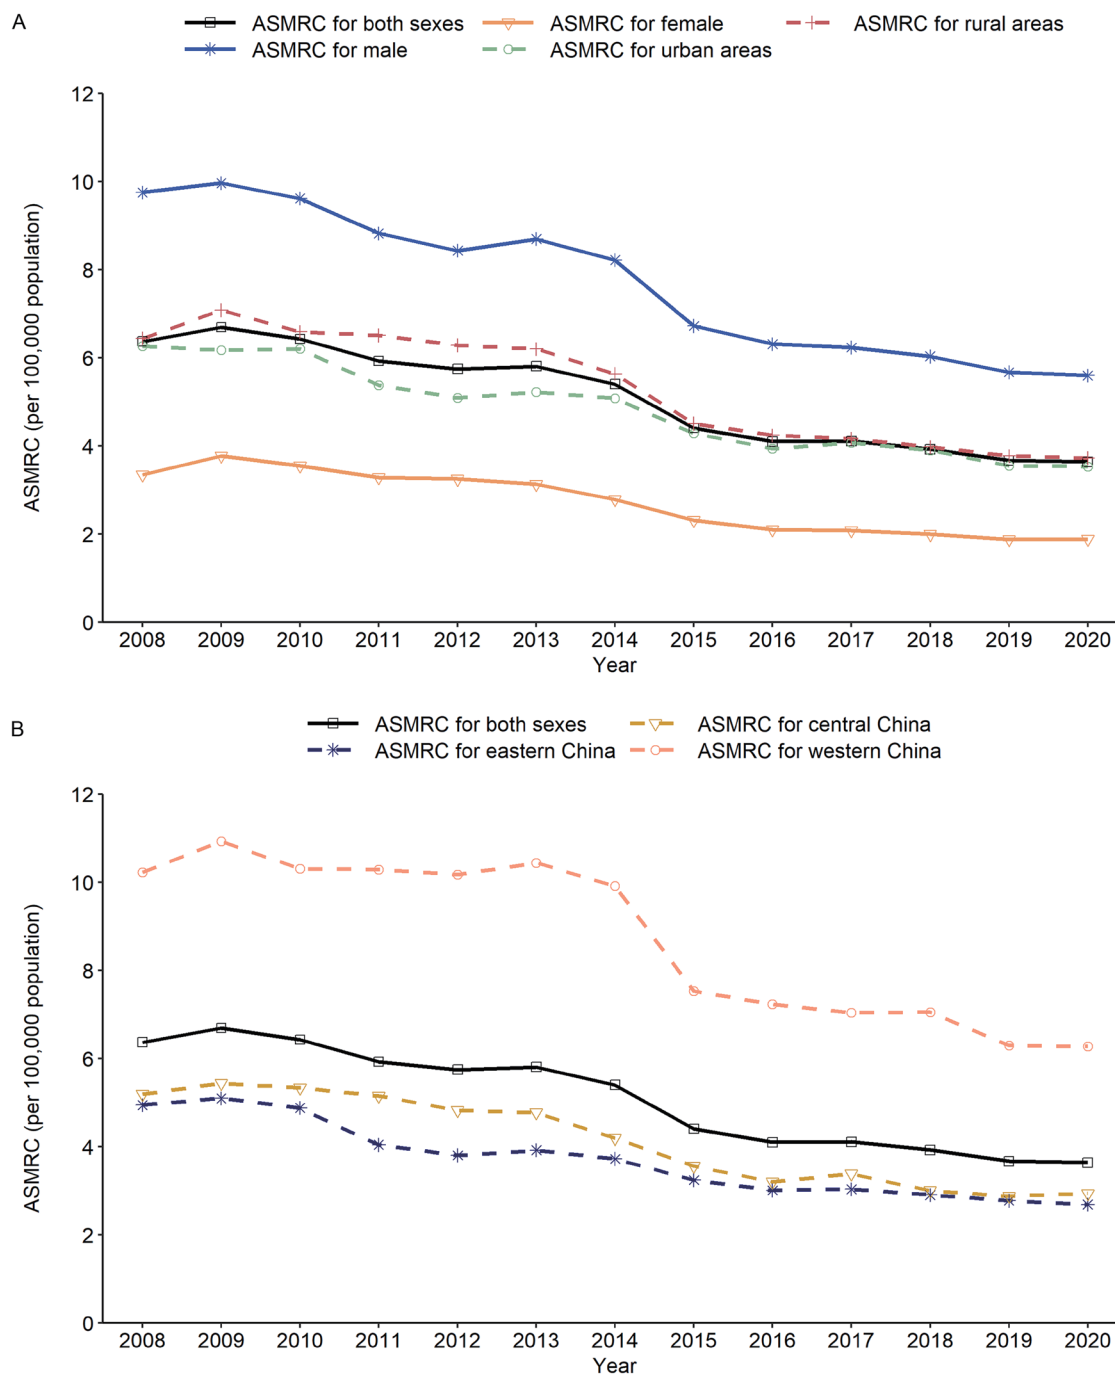 A
ASMRC for both sexes ASMRC for female ASMRC for rural areas
ASMRC for male ASMRC for urban areas
12
10
8
6
4
2
0
ASMRC (per 100,000 population)
2008 2009 2010 2011 2012 2013 2014 2015 2016 2017 2018 2019 2020
Year
B
ASMRC for both sexes ASMRC for central China
ASMRC for eastern China ASMRC for western China
12
10
8
6
4
2
0
ASMRC (per 100,000 population)
2008 2009 2010 2011 2012 2013 2014 2015 2016 2017 2018 2019 2020
Year